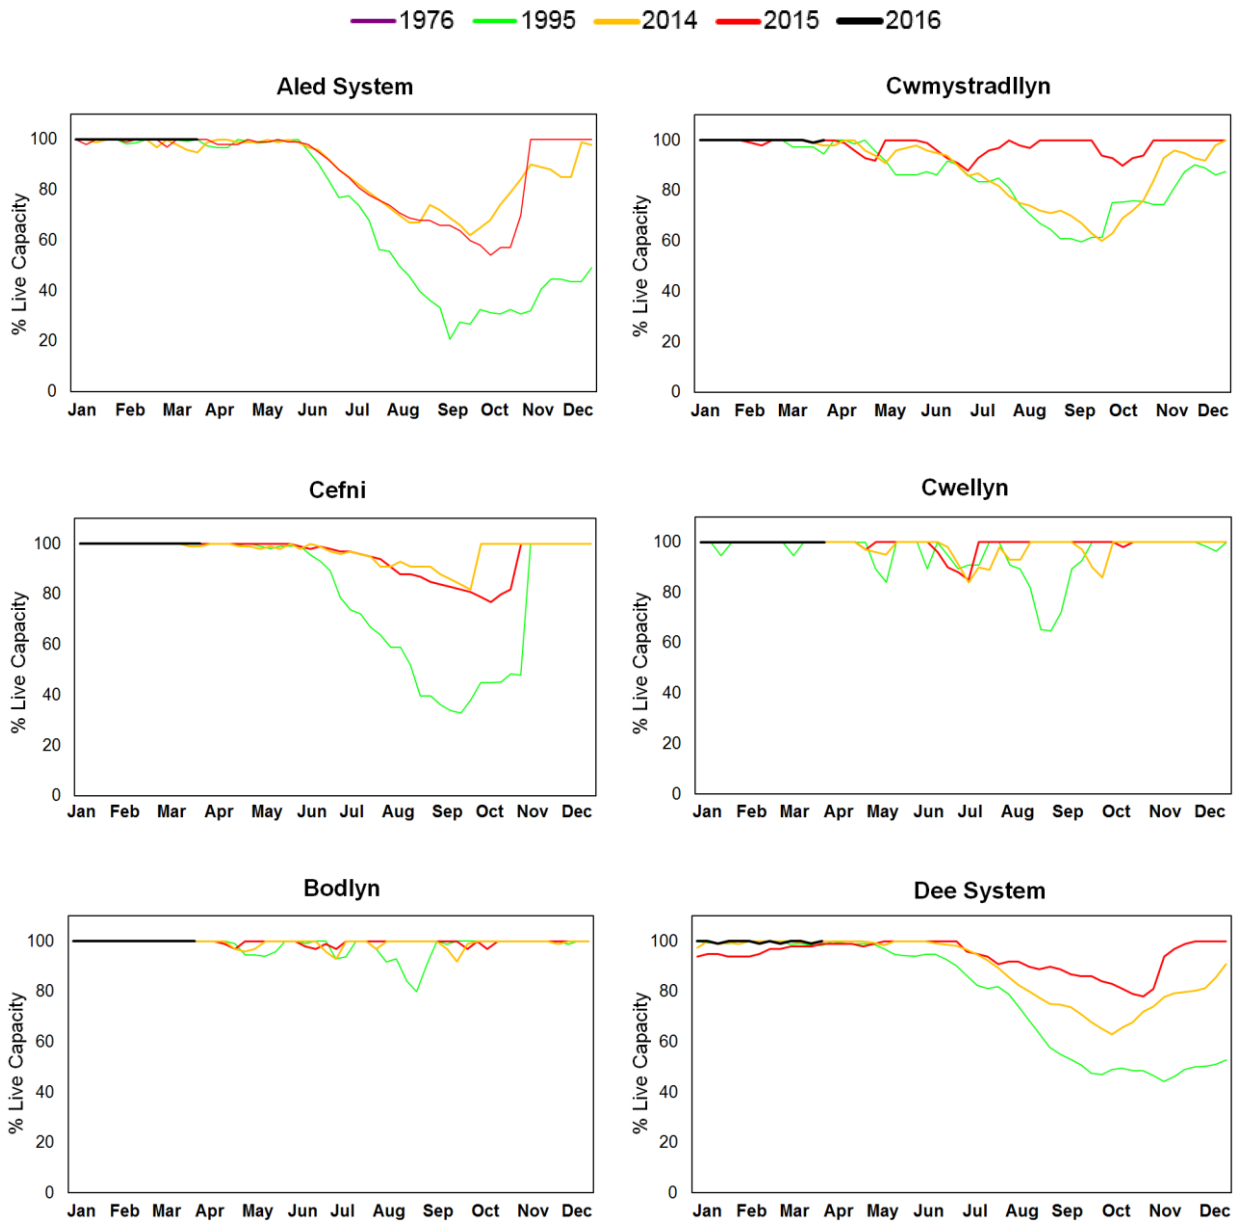 1976 1995 2014 2015 2016
Aled System
% Live Capacity
100
80
60
40
20
0
Jan Feb Mar Apr May Jun Jul Aug Sep Oct Nov Dec
Cwmystradllyn
% Live Capacity
100
80
60
40
20
0
Jan Feb Mar Apr May Jun Jul Aug Sep Oct Nov Dec
Cefni
% Live Capacity
100
80
60
40
20
0
Jan Feb Mar Apr May Jun Jul Aug Sep Oct Nov Dec
Cwellyn
% Live Capacity
100
80
60
40
20
0
Jan Feb Mar Apr May Jun Jul Aug Sep Oct Nov Dec
Bodlyn
% Live Capacity
100
80
60
40
20
0
Jan Feb Mar Apr May Jun Jul Aug Sep Oct Nov Dec
Dee System
% Live Capacity
100
80
60
40
20
0
Jan Feb Mar Apr May Jun Jul Aug Sep Oct Nov Dec